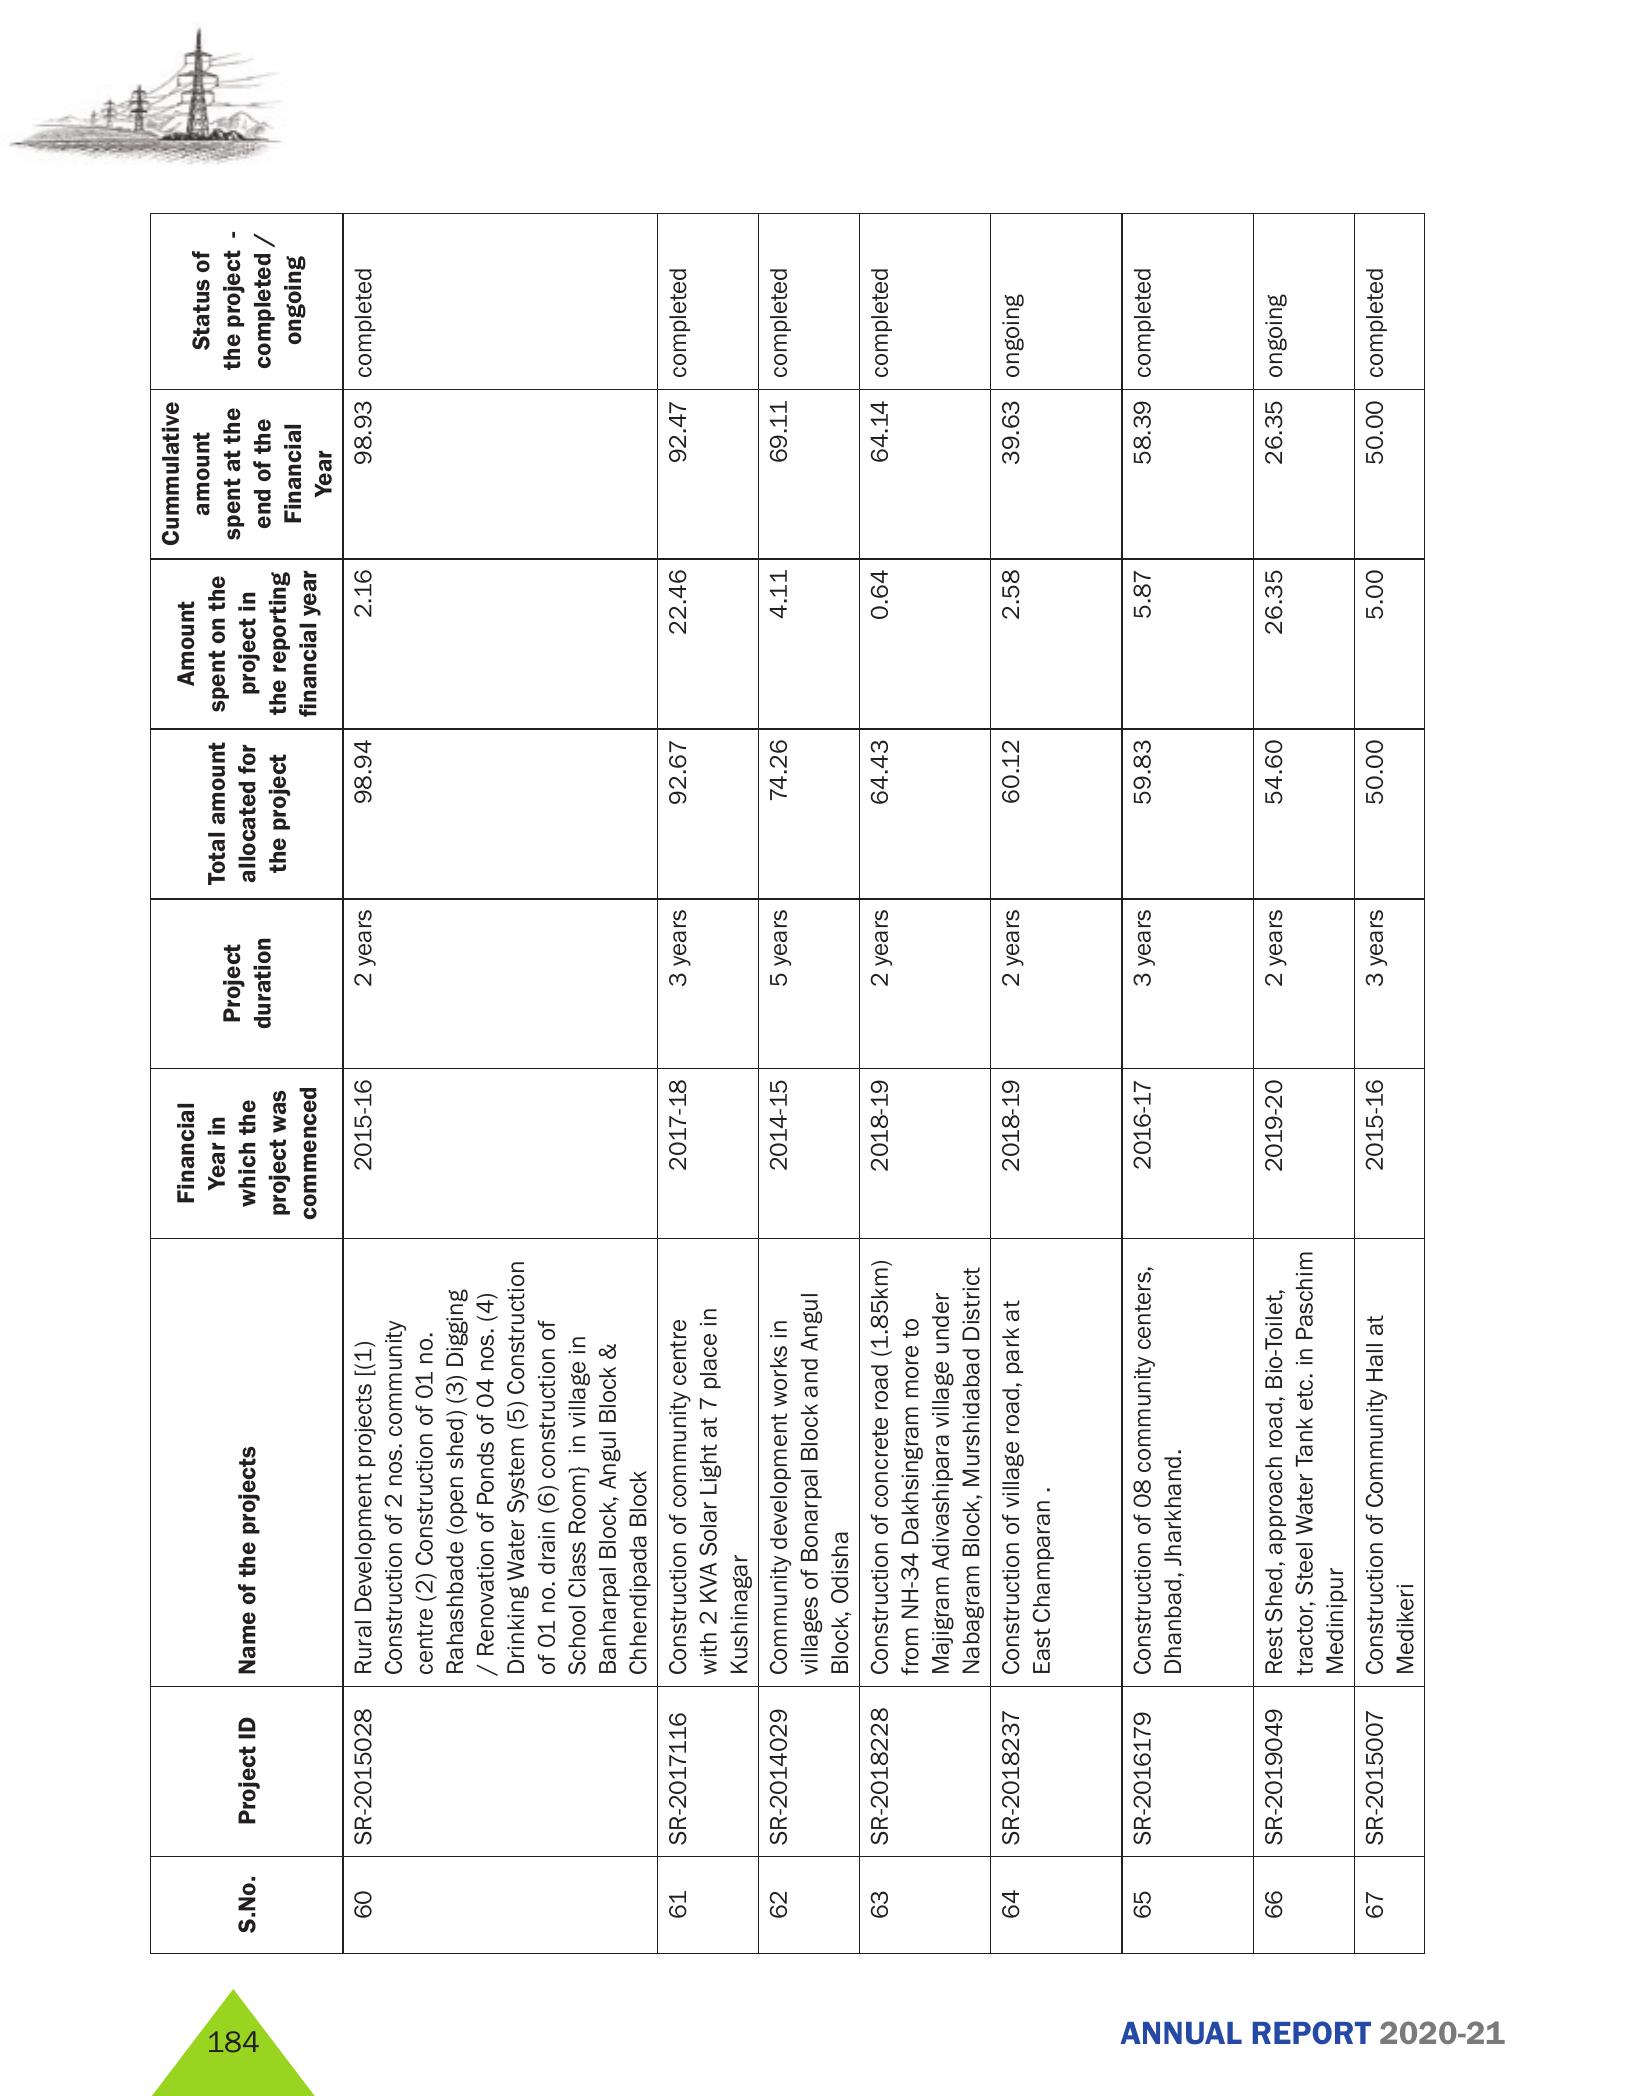 S.No.
Project ID
Name of the projects
Financial
Year in
which the
project was
commenced
Project
duration
Total amount
allocated for
the project
Amount
spent on the
project in
the reporting
financial year
Cummulative
amount
spent at the
end of the
Financial
Year
Status of
the project -
completed /
ongoing
60
SR-2015028
Rural Development projects [(1)
Construction of 2 nos. community
centre (2) Construction of 01 no.
Rahashbade (open shed) (3) Digging
/ Renovation of Ponds of 04 nos. (4)
Drinking Water System (5) Construction
of 01 no. drain (6) construction of
School Class Room} in village in
Banharpal Block, Angul Block &
Chhendipada Block
2015-16
2 years
98.94
2.16
98.93
completed
61
SR-2017116
Construction of community centre
with 2 KVA Solar Light at 7 place in
Kushinagar
2017-18
3 years
92.67
22.46
92.47
completed
62
SR-2014029
Community development works in
villages of Bonarpal Block and Angul
Block, Odisha
2014-15
5 years
74.26
4.11
69.11
completed
63
SR-2018228
Construction of concrete road (1.85km)
from NH-34 Dakhsingram more to
Majigram Adivashipara village under
Nabagram Block, Murshidabad District
2018-19
2 years
64.43
0.64
64.14
completed
64
SR-2018237
Construction of village road, park at
East Champaran .
2018-19
2 years
60.12
2.58
39.63
ongoing
65
SR-2016179
Construction of 08 community centers,
Dhanbad, Jharkhand.
2016-17
3 years
59.83
5.87
58.39
completed
66
SR-2019049
Rest Shed, approach road, Bio-Toilet,
tractor, Steel Water Tank etc. in Paschim
Medinipur
2019-20
2 years
54.60
26.35
26.35
ongoing
67
SR-2015007
Construction of Community Hall at
Medikeri
2015-16
3 years
50.00
5.00
50.00
completed
184
ANNUAL REPORT 2020-21